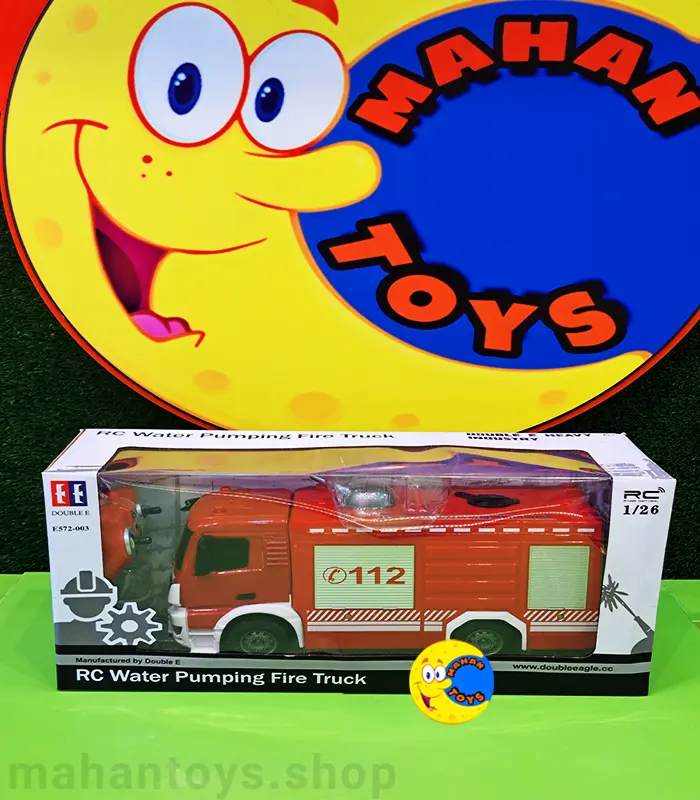 MAHAN
TOYS
RC Water Pumping Fire Truck
DOUBLE E HEAVY
INDUSTRY
DOUBLE E
E572-003
RC
1/26
112
Manufactured by Double E
www.doubleeagle.cc
RC Water Pumping Fire Truck
MAHAN
TOYS
mahantoys.shop